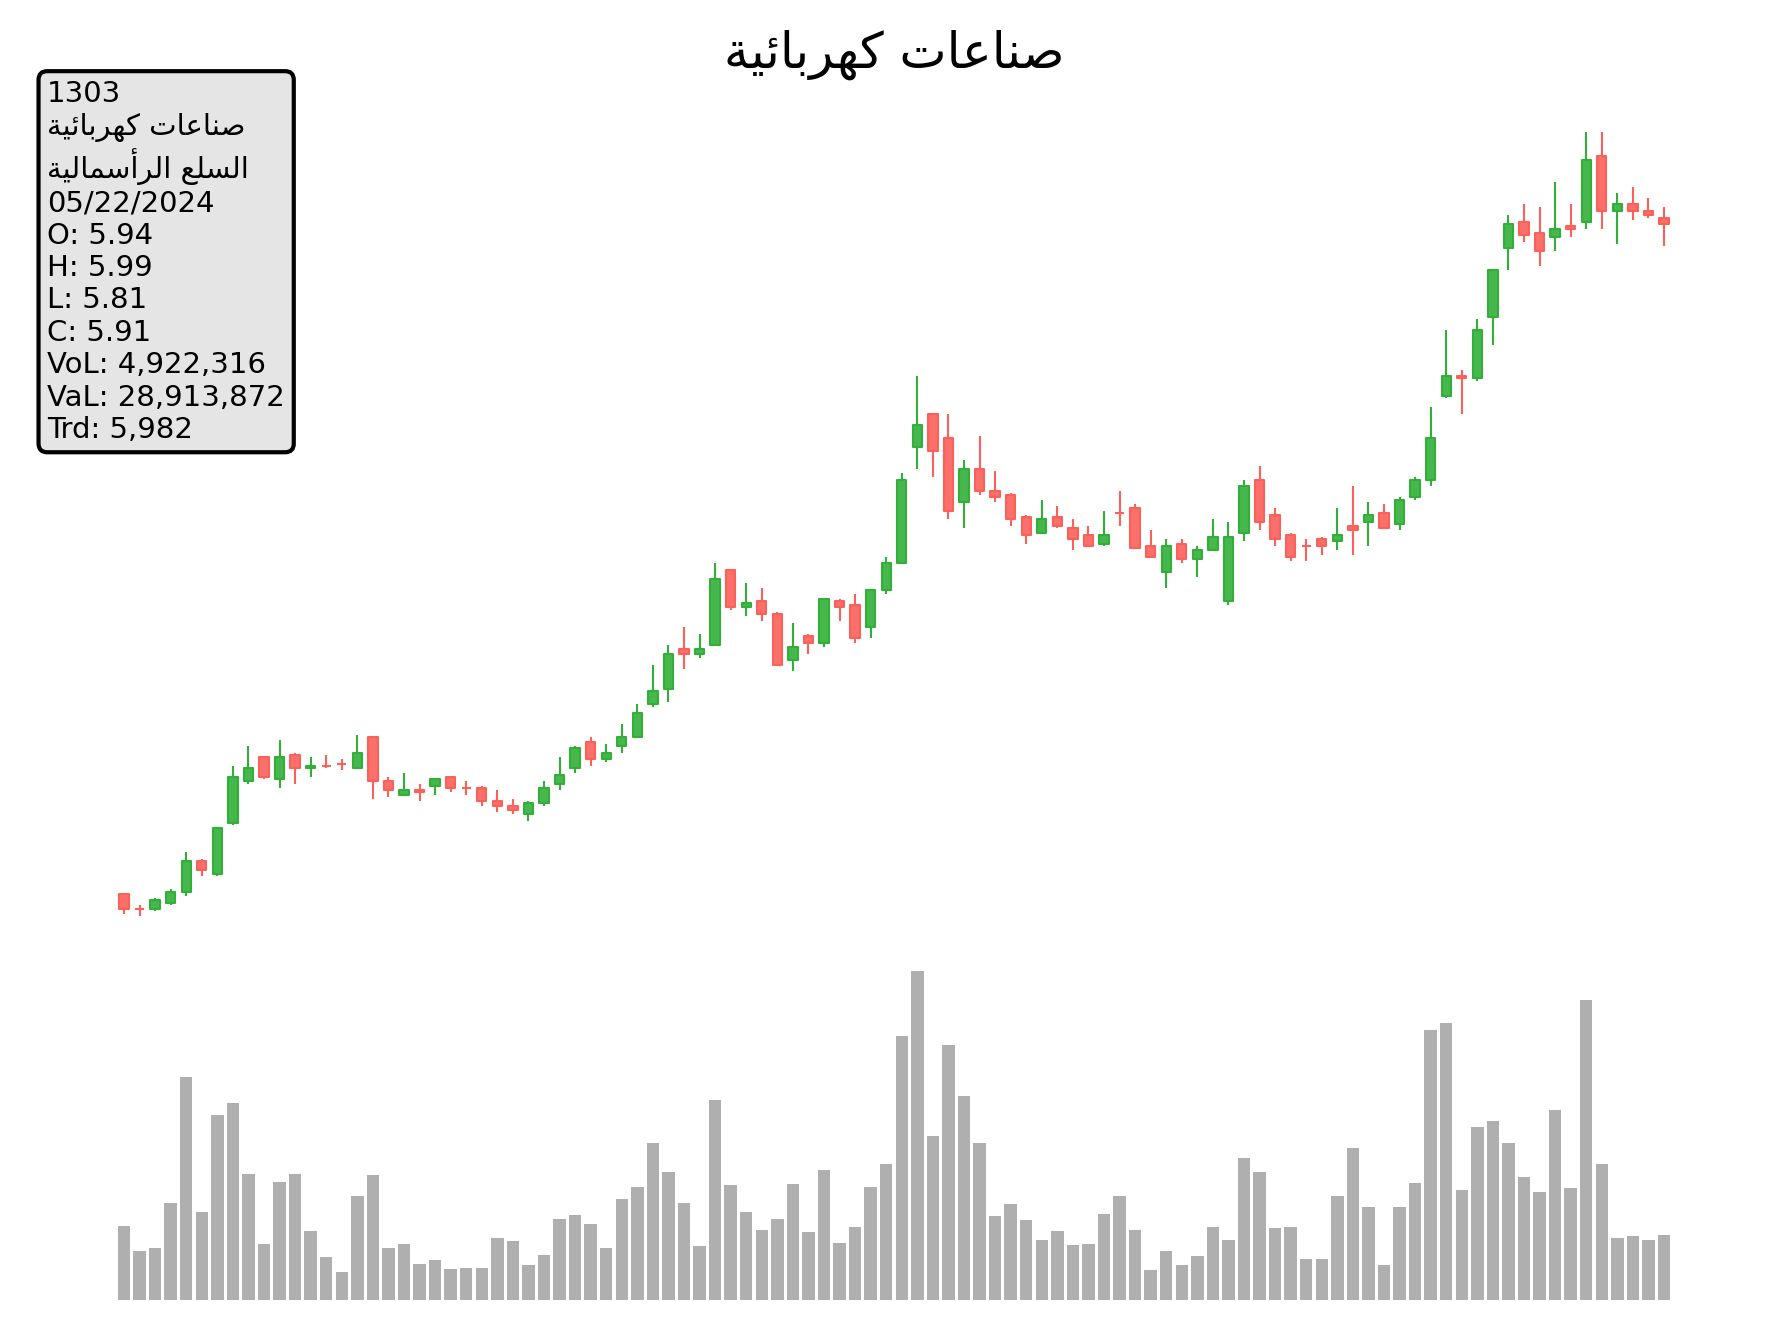 صناعات كهربائية
1303
صناعات كهربائية
السلع الرأسمالية
05/22/2024
O: 5.94
H: 5.99
L: 5.81
C: 5.91
VoL: 4,922,316
VaL: 28,913,872
Trd: 5,982